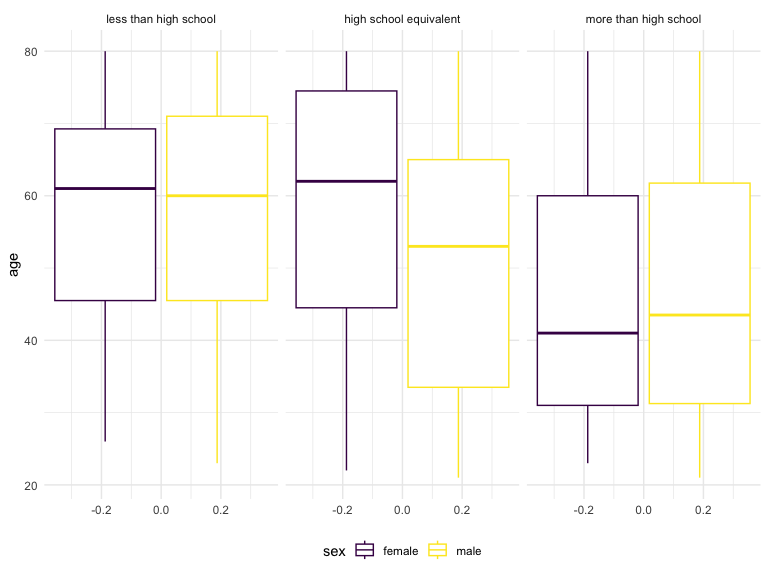 less than high school high school equivalent more than high school
80
60
40
20
age
-0.2 0.0 0.2 -0.2 0.0 0.2 -0.2 0.0 0.2
sex female male